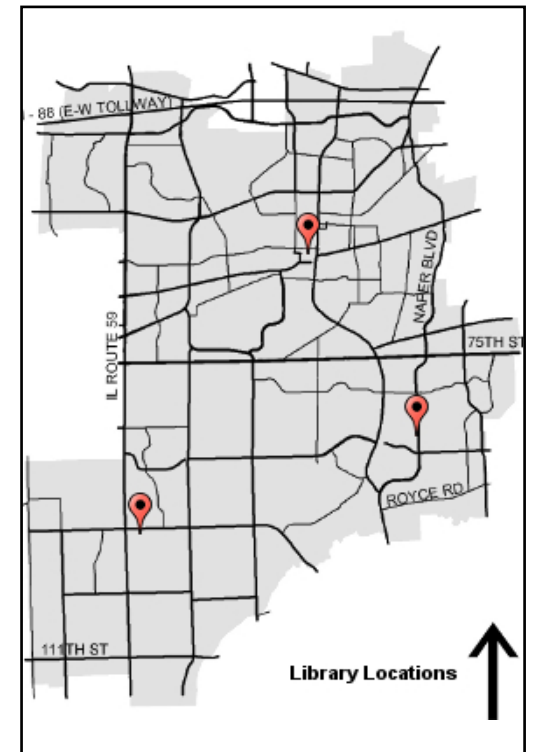 - 88 (E-W TOLLWAY)
NAPER BLVD
IL ROUTE 59
75TH ST
ROYCE RD
111TH ST
Library Locations